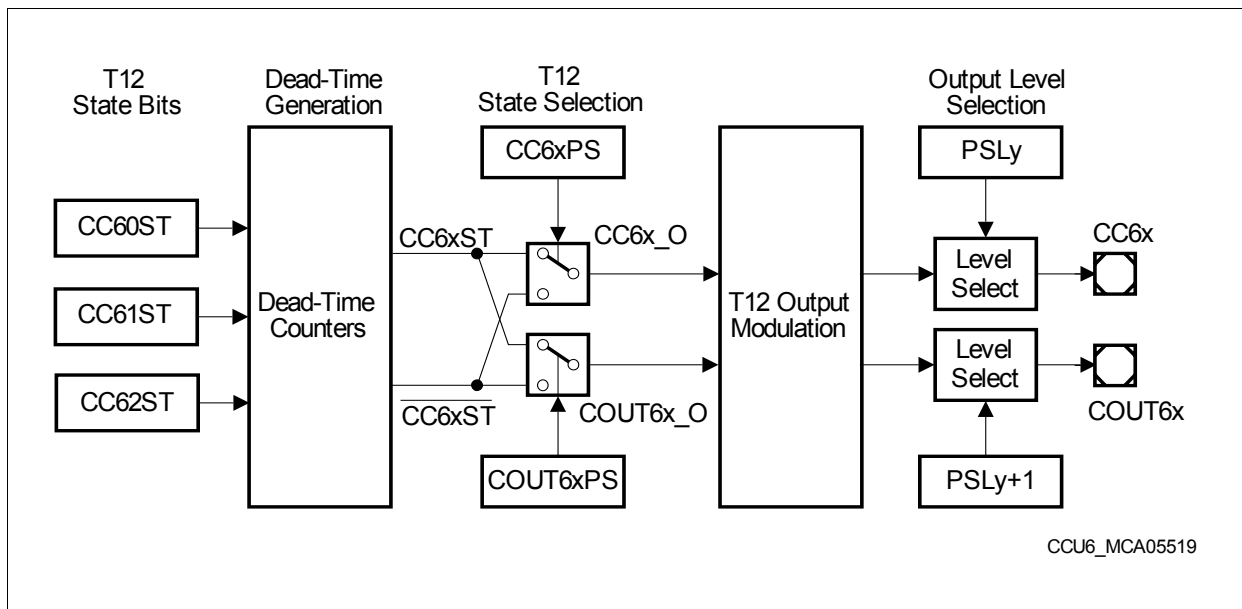 T12
State Bits
Dead-Time
Generation
T12
State Selection
Output Level
Selection
CC6xPS
PSLy
CC60ST
CC61ST
CC62ST
Dead-Time
Counters
CC6xST
CC6xST
CC6x_O
COUT6x_O
COUT6xPS
T12 Output
Modulation
Level
Select
Level
Select
CC6x
COUT6x
PSLy+1
CCU6_MCA05519